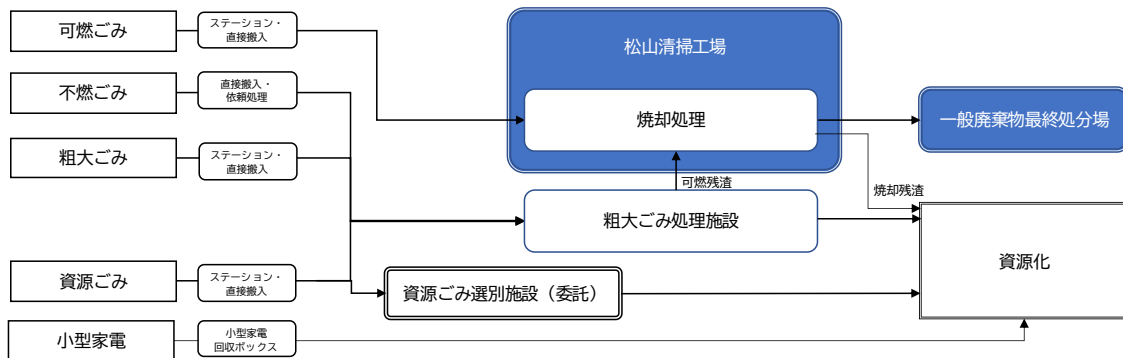 可燃ごみ
ステーション・
直接搬入
松山清掃工場
不燃ごみ
直接搬入・
依頼処理
焼却処理
一般廃棄物最終処分場
粗大ごみ
ステーション・
直接搬入
可燃残渣
焼却残渣
粗大ごみ処理施設
資源化
資源ごみ
ステーション・
直接搬入
資源ごみ選別施設（委託）
小型家電
小型家電
回収ボックス